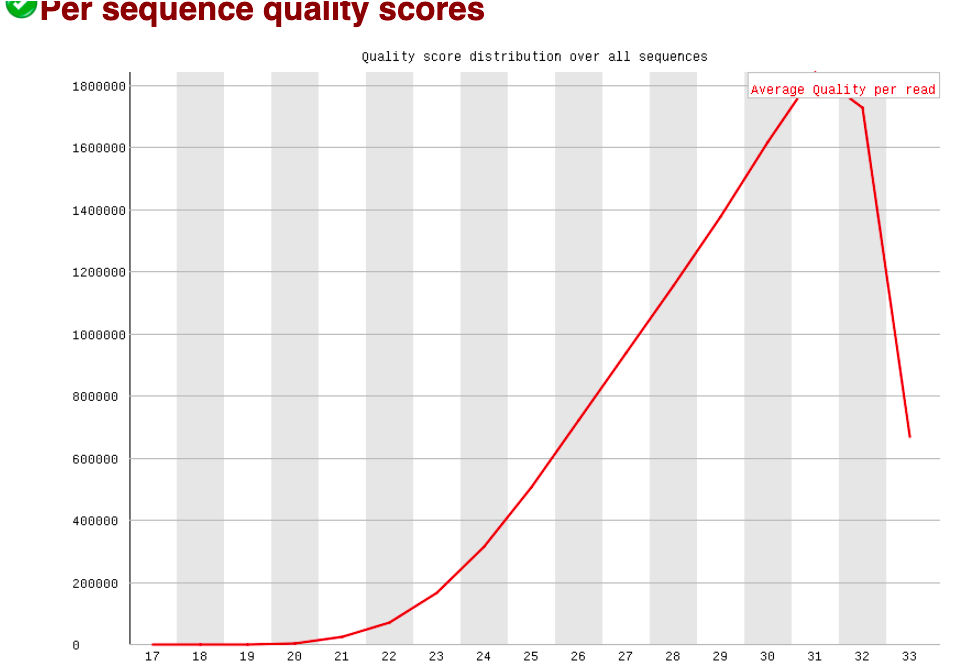 Per sequence quality scores
Quality score distribution over all sequences
Average Quality per read
1800000
1600000
1400000
1200000
1000000
800000
600000
400000
200000
0
17 18 19 20 21 22 23 24 25 26 27 28 29 30 31 32 33